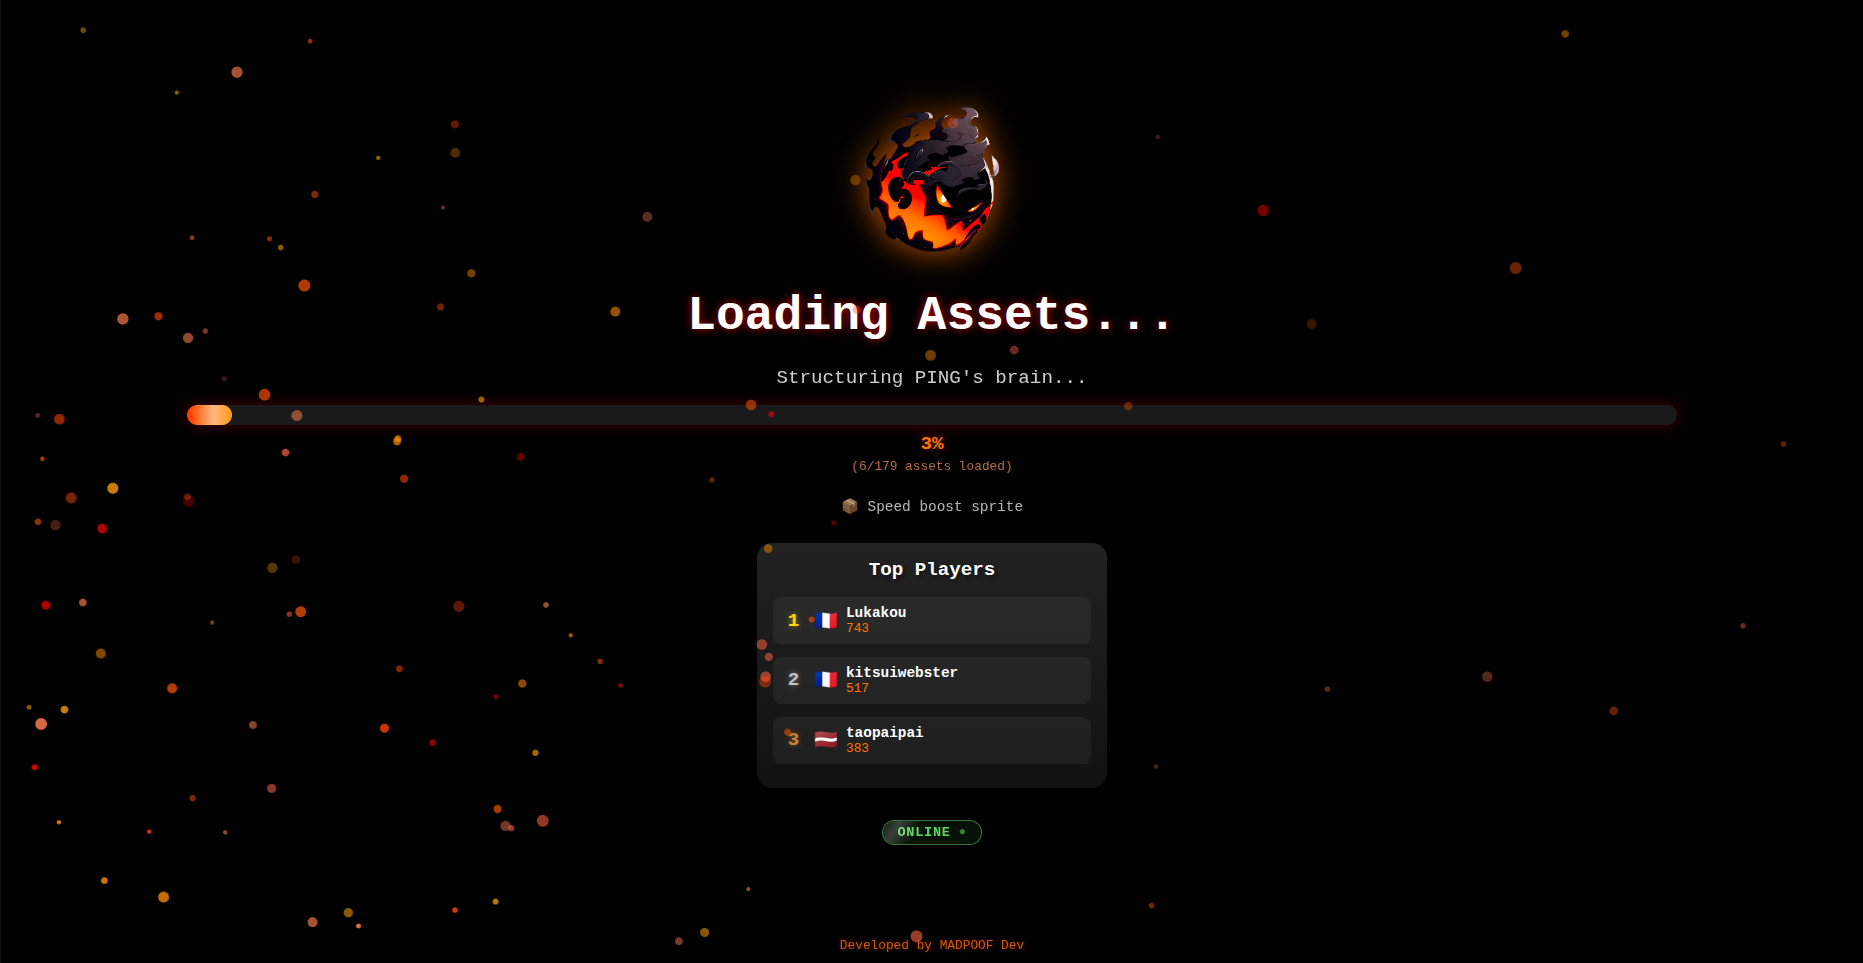 Loading Assets...
Structuring PING's brain...
3%
(6/179 assets loaded)
Speed boost sprite
Top Players
1
Lukakou
743
2
kitsuiwebster
517
3
taopaipai
383
ONLINE
Developed by MADPOOF Dev